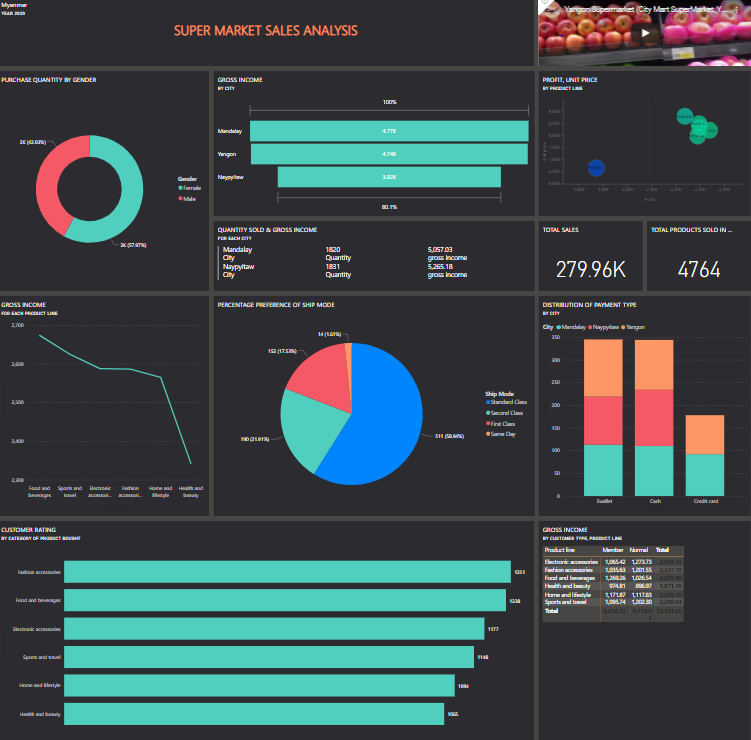 Myanmar
YEAR 2020
SUPER MARKET SALES ANALYSIS
Yangon Supermarket (City Mart SuperMarket, Y...
PURCHASE QUANTITY BY GENDER
2K (42.03%)
3K (57.97%)
Gender
Female
Male
GROSS INCOME
BY CITY
100%
Mandalay
4.77K
Yangon
4.74K
Naypyitaw
3.82K
80.1%
PROFIT, UNIT PRICE
BY PRODUCT LINE
Profit
QUANTITY SOLD & GROSS INCOME
FOR EACH CITY
Mandalay 1820 5,057.03
City Quantity gross income
Naypyitaw 1831 5,265.18
City Quantity gross income
TOTAL SALES
279.96K
TOTAL PRODUCTS SOLD IN ...
4764
GROSS INCOME
FOR EACH PRODUCT LINE
2,700
2,600
2,500
2,400
2,300
Food and beverages
Sports and travel
Electronic accessori...
Fashion accessori...
Home and lifestyle
Health and beauty
PERCENTAGE PREFERENCE OF SHIP MODE
14 (1.61%)
152 (17.53%)
190 (21.91%)
511 (58.94%)
Ship Mode
Standard Class
Second Class
First Class
Same Day
DISTRIBUTION OF PAYMENT TYPE
BY CITY
City Mandalay Naypyitaw Yangon
350
300
250
200
150
100
50
0
Ewallet Cash Credit card
CUSTOMER RATING
BY CATEGORY OF PRODUCT BOUGHT
Fashion accessories 1251
Food and beverages 1238
Electronic accessories 1177
Sports and travel 1148
Home and lifestyle 1094
Health and beauty 1065
GROSS INCOME
BY CUSTOMER TYPE, PRODUCT LINE
Product line Member Normal Total
Electronic accessories 1,065.42 1,273.73
Fashion accessories 1,035.63 1,201.55
Food and beverages 1,269.26 1,026.54
Health and beauty 974.81 896.97
Home and lifestyle 1,171.87 1,117.83
Sports and travel 1,095.74 1,202.30
Total